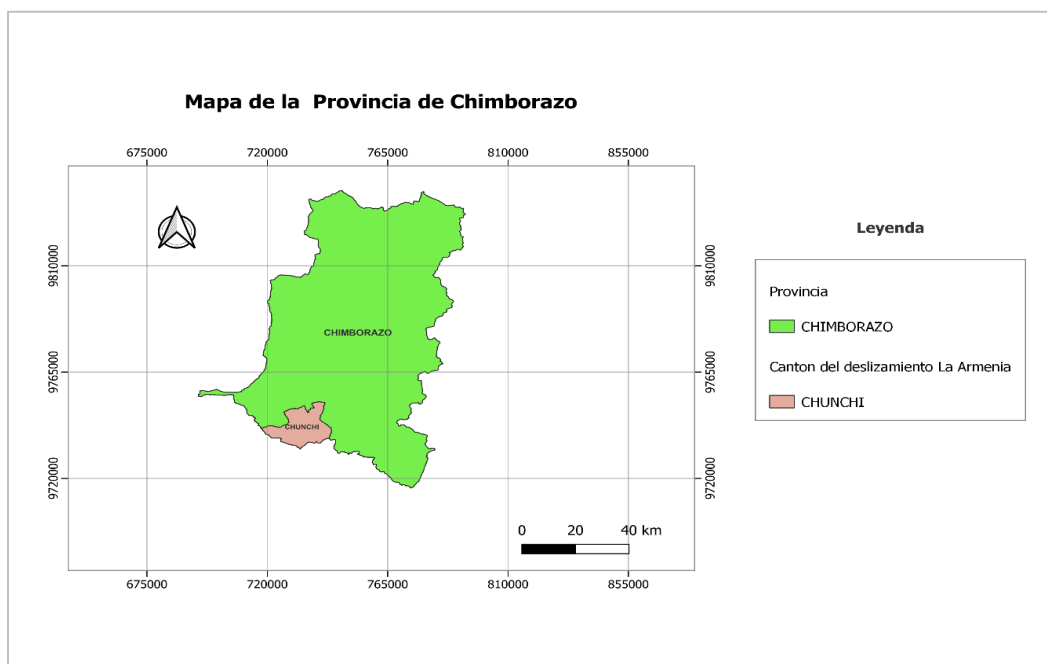 Mapa de la Provincia de Chimborazo
675000 720000 765000 810000 855000
9810000 9810000
9765000 9765000
9720000 9720000
CHIMBORAZO
CHUNCHI
0 20 40 km
675000 720000 765000 810000 855000
Leyenda
Provincia
CHIMBORAZO
Canton del deslizamiento La Armenia
CHUNCHI